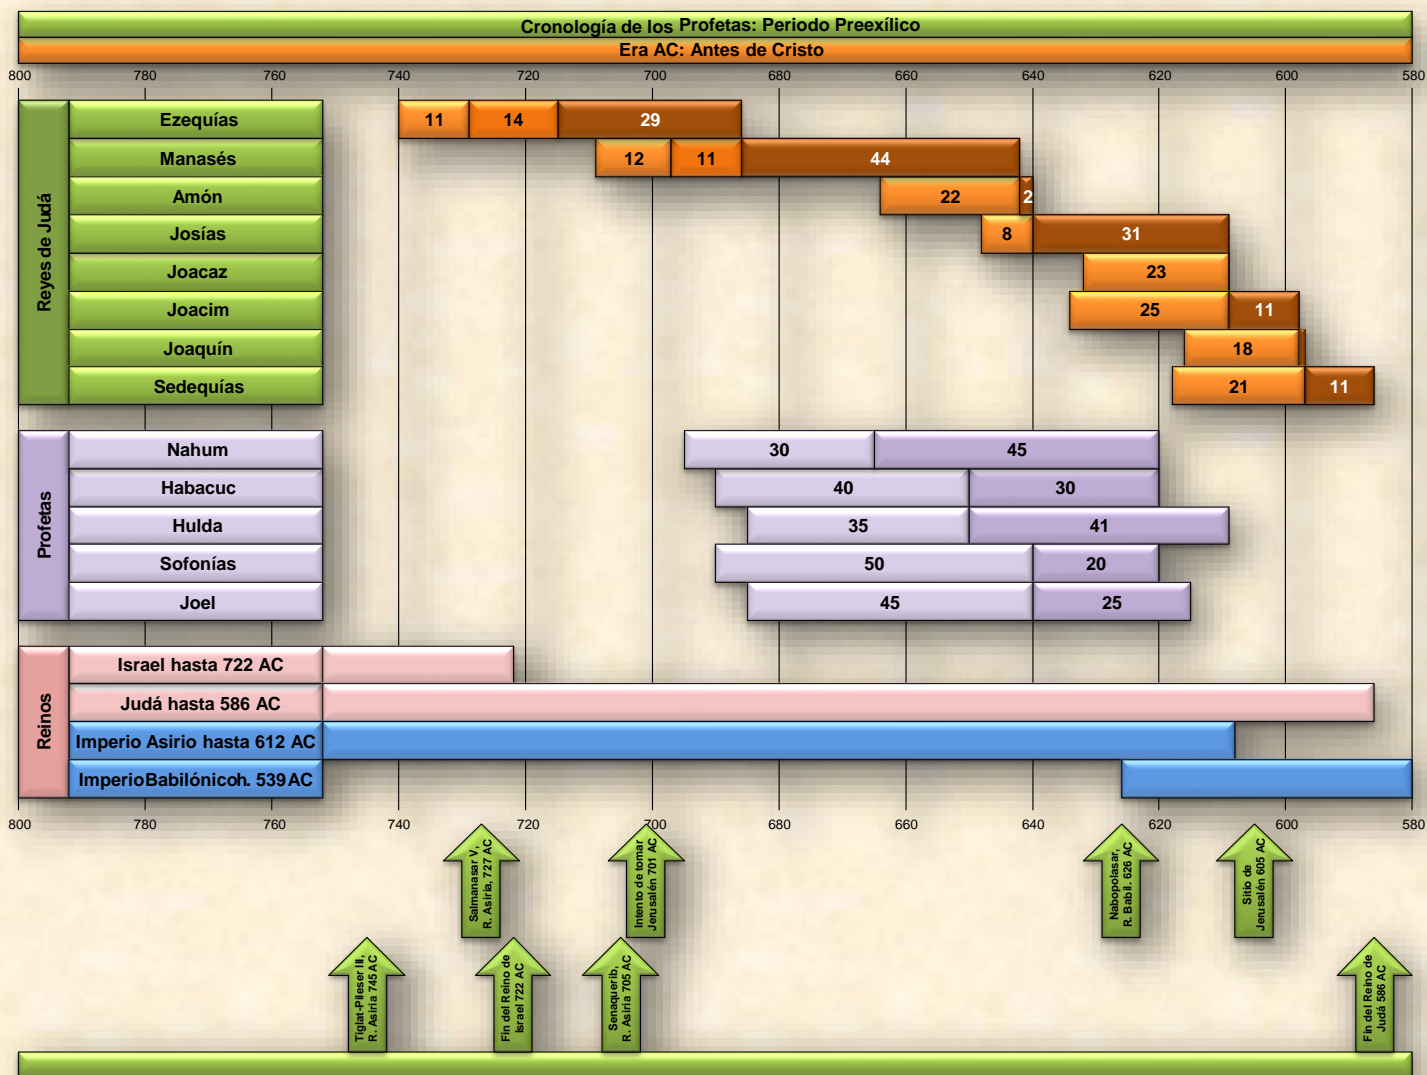 Cronología de los Profetas: Periodo Preexílico
Era AC: Antes de Cristo
800 780 760 740 720 700 680 660 640 620 600 580
Reyes de Judá
Ezequías 11 14 29
Manasés 12 11 44
Amón 22 2
Josías 8 31
Joacaz 23
Joacim 25 11
Joaquín 18
Sedequías 21 11
Profetas
Nahum 30 45
Habacuc 40 30
Hulda 35 41
Sofonías 50 20
Joel 45 25
Reinos
Israel hasta 722 AC
Judá hasta 586 AC
Imperio Asirio hasta 612 AC
ImperioBabilónicoh. 539AC
800 780 760 740 720 700 680 660 640 620 600 580
Salmanasar V,
R. Asiria, 727 AC
Intento de tomar
Jerusalén 701 AC
Nabopolasar,
R. Babil. 626 AC
Sitio de
Jerusalén 605 AC
Tiglat-Pileser III,
R. Asiria 745 AC
Fin del Reino de
Israel 722 AC
Senaquerib,
R. Asiria 705 AC
Fin del Reino de
Judá 586 AC